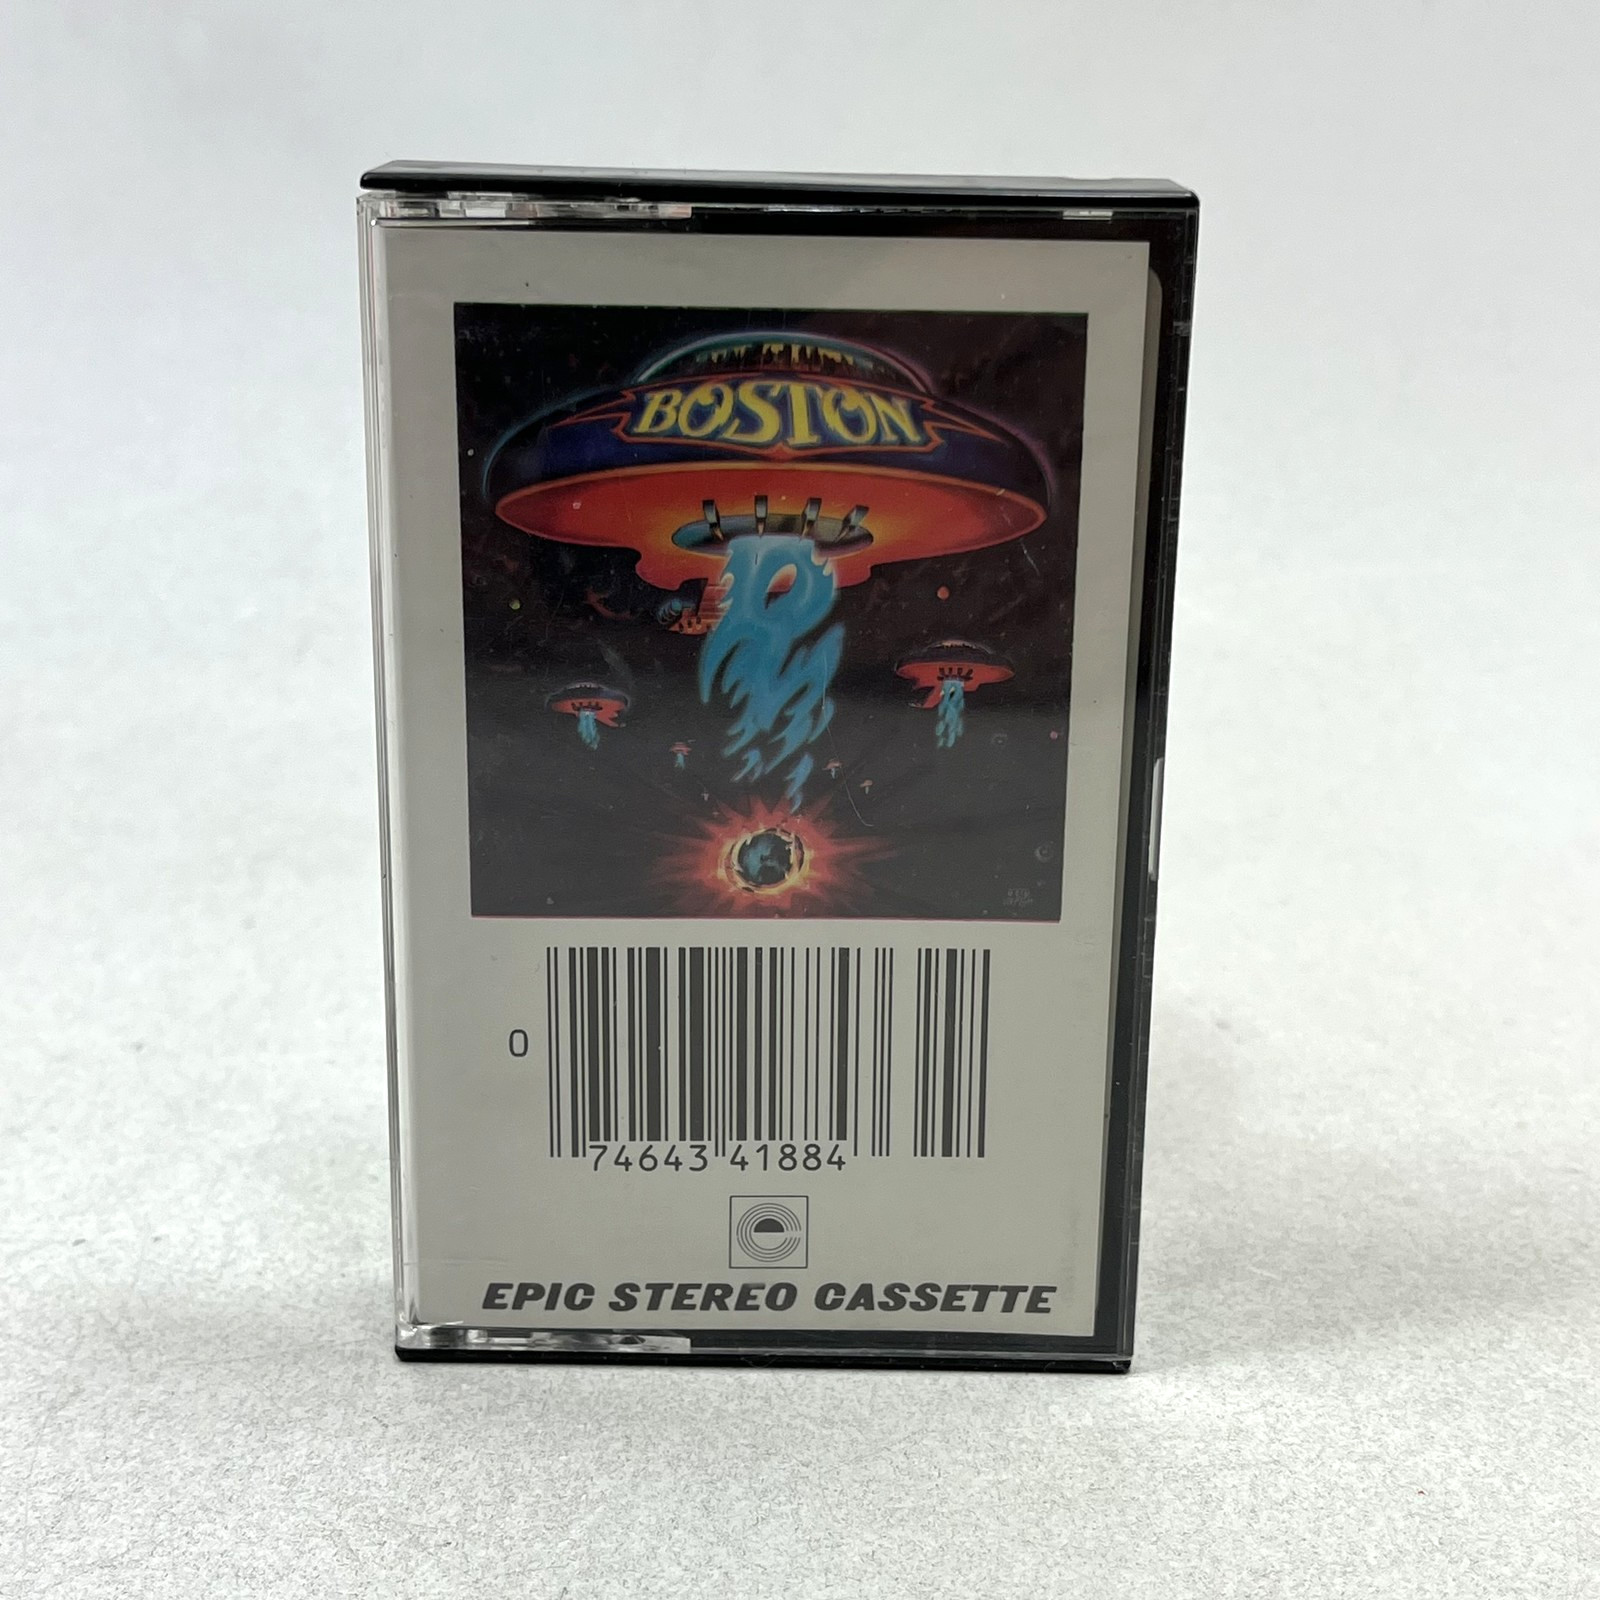 BOSTON
0
74643 41884
EPIC STEREO CASSETTE